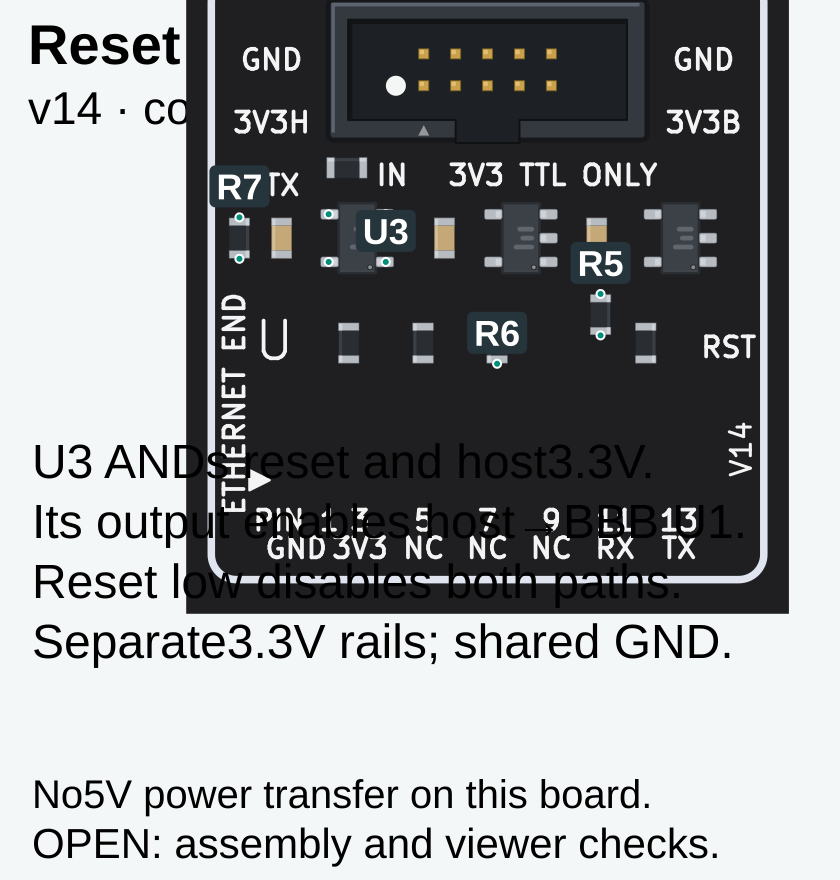 Reset
v14 · co
GND
GND
3V3H
3V3B
IN
3V3 TTL ONLY
R7
TX
U3
R5
R6
U
RST
ETHERNET END
V14
U3 ANDs reset and host3.3V.
Its output enables host→BBB U1.
PIN 1 3 5 7 9 11 13
GND 3V3 NC NC NC RX TX
Reset low disables both paths.
Separate3.3V rails; shared GND.
No5V power transfer on this board.
OPEN: assembly and viewer checks.